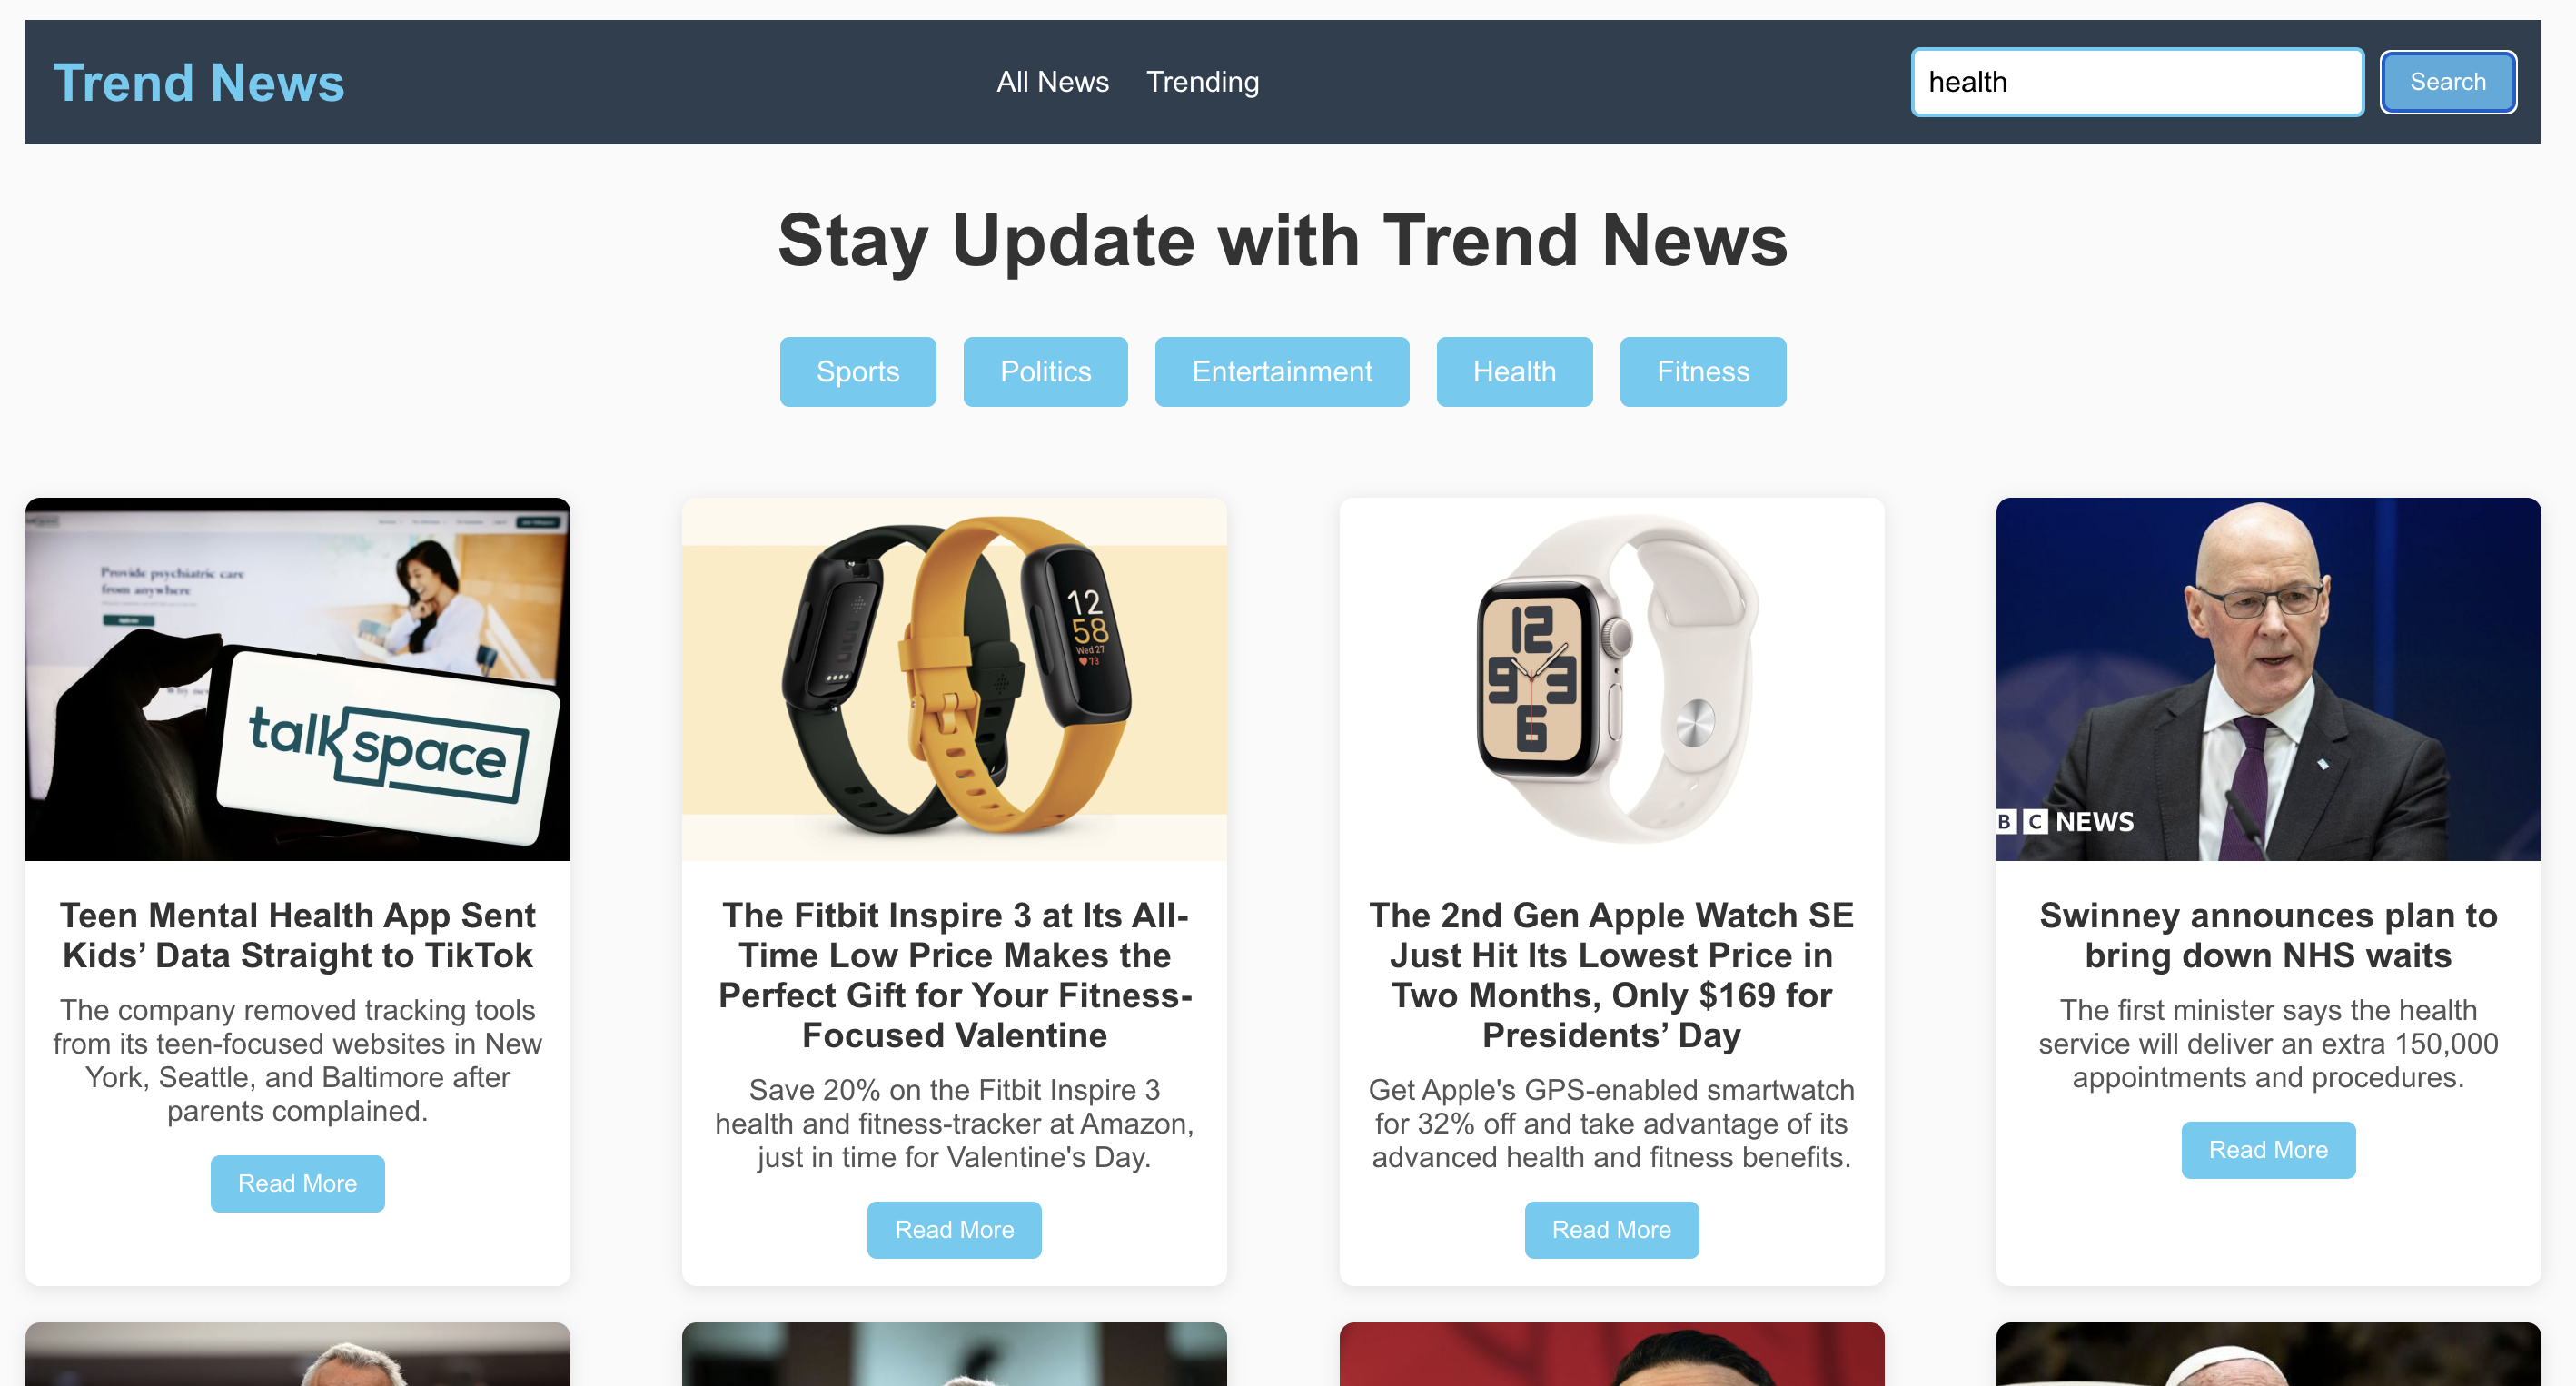 Trend News
All News
Trending
health
Search
Stay Update with Trend News
Sports
Politics
Entertainment
Health
Fitness
Provide psychiatric care
from anywhere
talkspace
12
58
Wed 27
73
12
9 3
6
BBC NEWS
Teen Mental Health App Sent
Kids’ Data Straight to TikTok
The company removed tracking tools
from its teen-focused websites in New
York, Seattle, and Baltimore after
parents complained.
Read More
The Fitbit Inspire 3 at Its All-
Time Low Price Makes the
Perfect Gift for Your Fitness-
Focused Valentine
Save 20% on the Fitbit Inspire 3
health and fitness-tracker at Amazon,
just in time for Valentine's Day.
Read More
The 2nd Gen Apple Watch SE
Just Hit Its Lowest Price in
Two Months, Only $169 for
Presidents’ Day
Get Apple's GPS-enabled smartwatch
for 32% off and take advantage of its
advanced health and fitness benefits.
Read More
Swinney announces plan to
bring down NHS waits
The first minister says the health
service will deliver an extra 150,000
appointments and procedures.
Read More